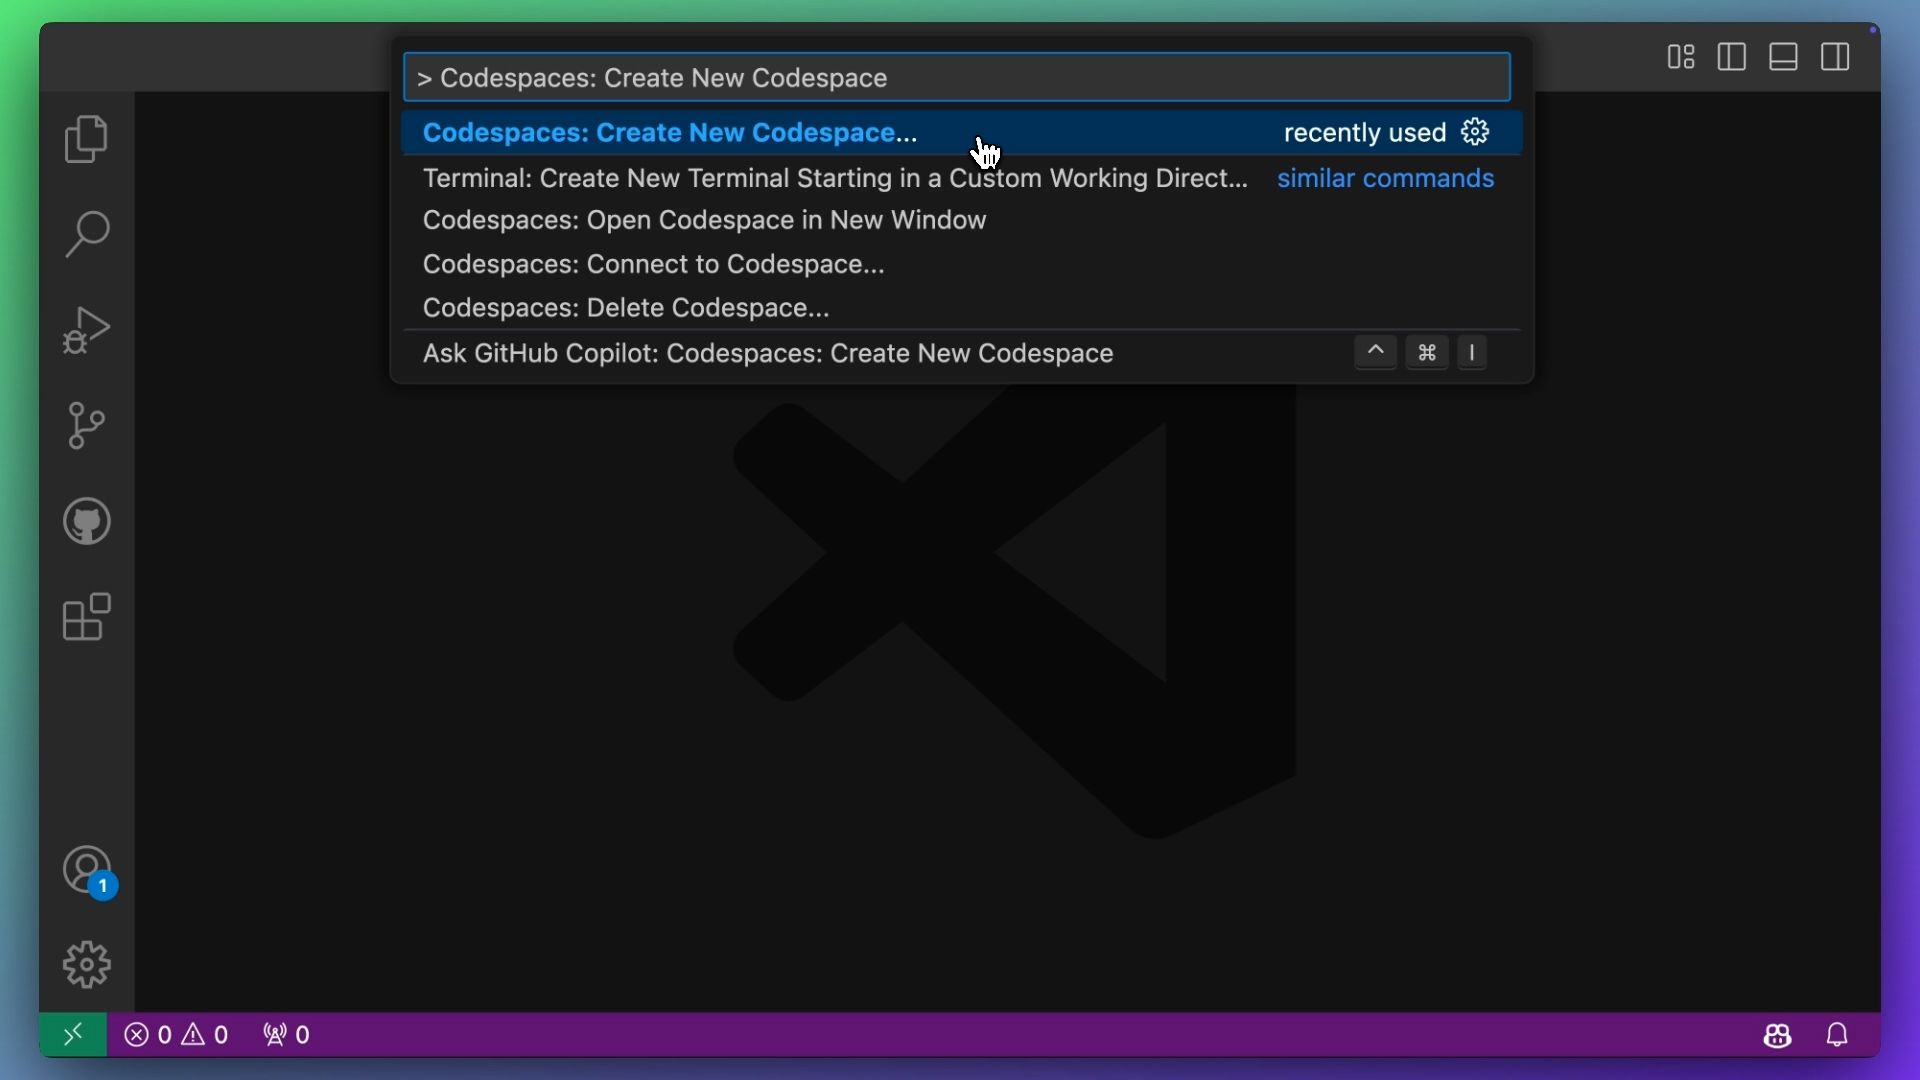 > Codespaces: Create New Codespace
Codespaces: Create New Codespace... recently used
Terminal: Create New Terminal Starting in a Custom Working Direct... similar commands
Codespaces: Open Codespace in New Window
Codespaces: Connect to Codespace...
Codespaces: Delete Codespace...
Ask GitHub Copilot: Codespaces: Create New Codespace ^ ⌘ I
1
0 0 0